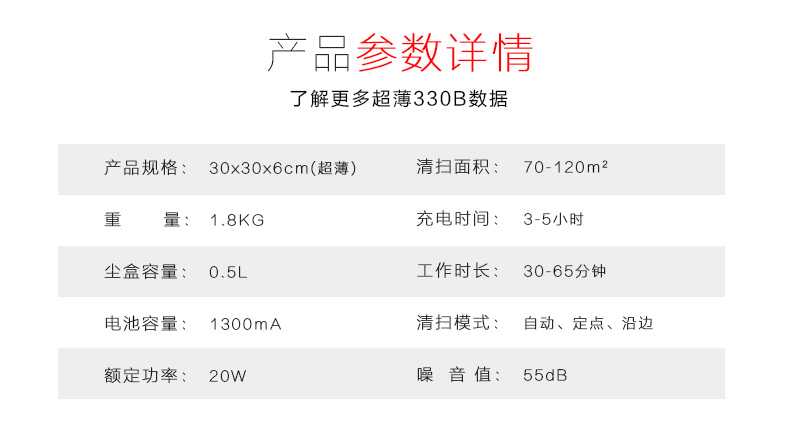 产品参数详情
了解更多超薄330B数据
产品规格： 30x30x6cm(超薄) 清扫面积： 70-120m²
重 量： 1.8KG 充电时间： 3-5小时
尘盒容量： 0.5L 工作时长： 30-65分钟
电池容量： 1300mA 清扫模式： 自动、定点、沿边
额定功率： 20W 噪 音 值： 55dB